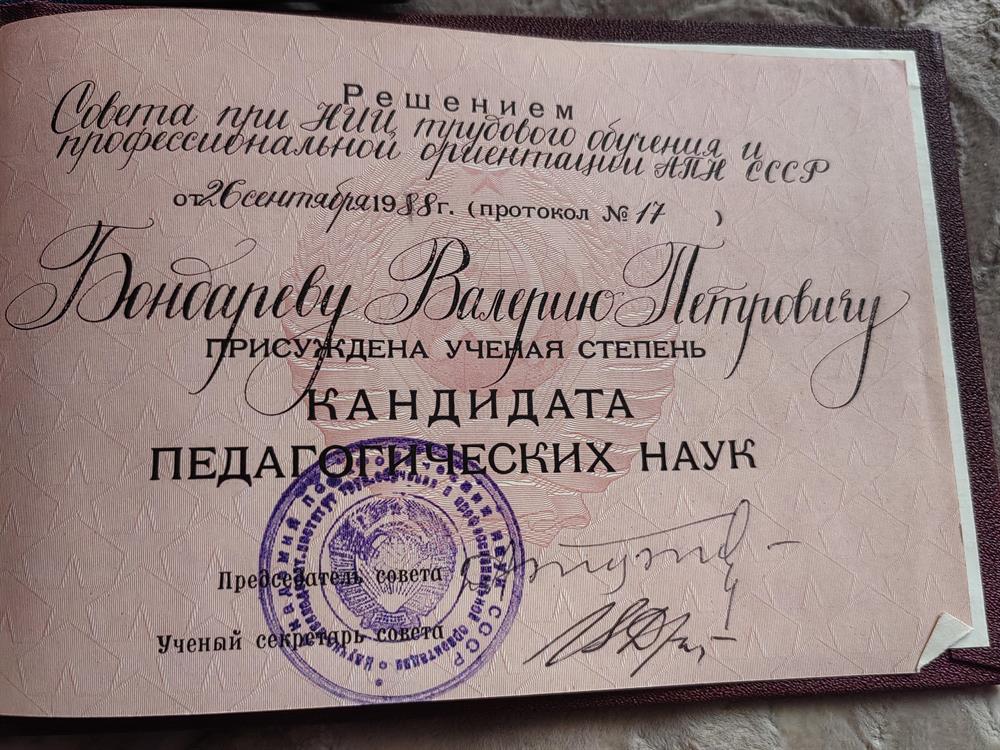 Решением
Совета при НИИ трудового обучения и
профессиональной ориентации АПН СССР
от 26 сентября 1988 г. (протокол № 17 )
Бондареву Валерию Петровичу
ПРИСУЖДЕНА УЧЕНАЯ СТЕПЕНЬ
КАНДИДАТА
ПЕДАГОГИЧЕСКИХ НАУК
Председатель совета
Ученый секретарь совета